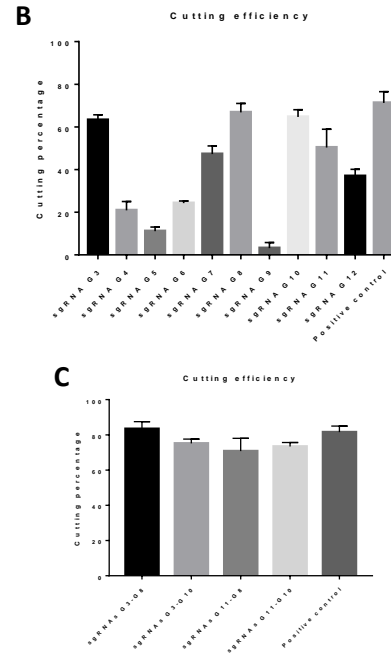 B
Cutting efficiency
Cutting percentage
100
80
60
40
20
0
sgRNA G3
sgRNA G4
sgRNA G5
sgRNA G6
sgRNA G7
sgRNA G8
sgRNA G9
sgRNA G10
sgRNA G11
sgRNA G12
Positive control
C
Cutting efficiency
Cutting percentage
100
80
60
40
20
0
sgRNAs G3-G8
sgRNAs G3-G10
sgRNAs G11-G8
sgRNAs G11-G10
Positive control